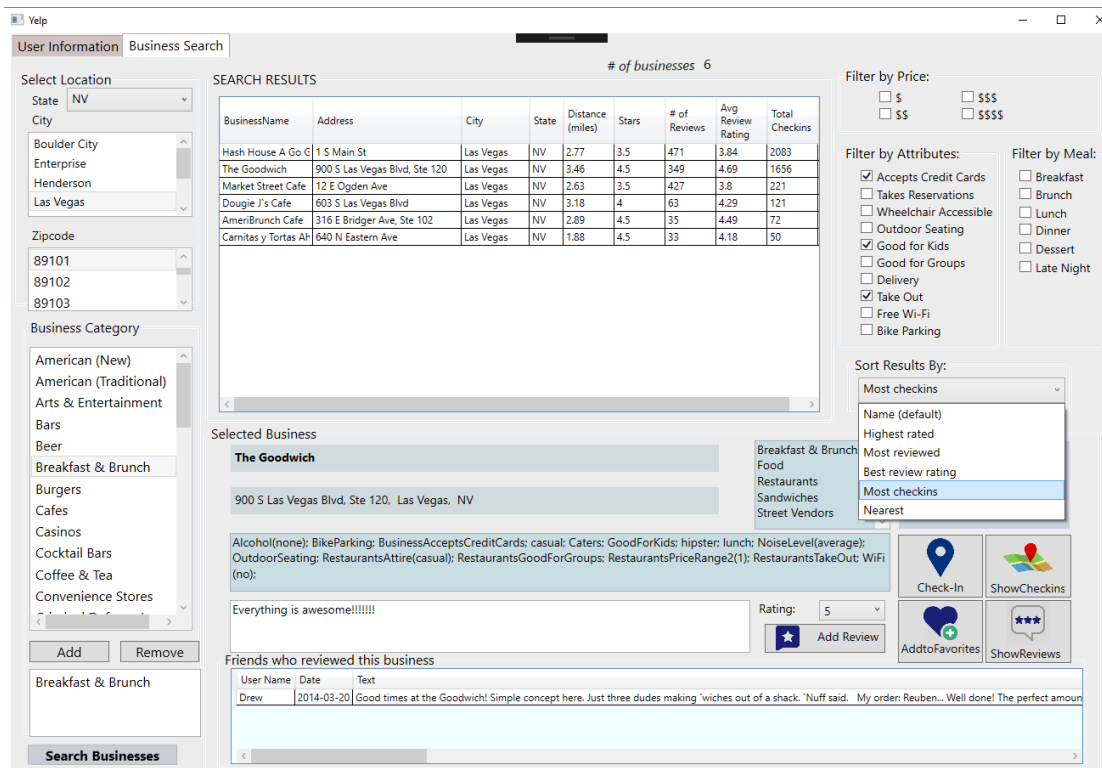 Yelp
User Information Business Search
# of businesses 6
Select Location
State NV
City
Boulder City
Enterprise
Henderson
Las Vegas
Zipcode
89101
89102
89103
Business Category
American (New)
American (Traditional)
Arts & Entertainment
Bars
Beer
Breakfast & Brunch
Burgers
Cafes
Casinos
Cocktail Bars
Coffee & Tea
Convenience Stores
Add Remove
Breakfast & Brunch
Search Businesses
SEARCH RESULTS
BusinessName Address City State Distance (miles) Stars # of Reviews Avg Review Rating Total Checkins
Hash House A Go G 1 S Main St Las Vegas NV 2.77 3.5 471 3.84 2083
The Goodwich 900 S Las Vegas Blvd, Ste 120 Las Vegas NV 3.46 4.5 349 4.69 1656
Market Street Cafe 12 E Ogden Ave Las Vegas NV 2.63 3.5 427 3.8 221
Dougie J`s Cafe 603 S Las Vegas Blvd Las Vegas NV 3.18 4 63 4.29 121
AmeriBrunch Cafe 316 E Bridger Ave, Ste 102 Las Vegas NV 2.89 4.5 35 4.49 72
Carnitas y Tortas Ah 640 N Eastern Ave Las Vegas NV 1.88 4.5 33 4.18 50
Filter by Price:
$ $$$
$$ $$$$
Filter by Attributes:
Accepts Credit Cards
Takes Reservations
Wheelchair Accessible
Outdoor Seating
Good for Kids
Good for Groups
Delivery
Take Out
Free Wi-Fi
Bike Parking
Filter by Meal:
Breakfast
Brunch
Lunch
Dinner
Dessert
Late Night
Sort Results By:
Most checkins
Name (default)
Highest rated
Most reviewed
Best review rating
Most checkins
Nearest
Selected Business
The Goodwich
900 S Las Vegas Blvd, Ste 120, Las Vegas, NV
Breakfast & Brunch
Food
Restaurants
Sandwiches
Street Vendors
Alcohol(none); BikeParking; BusinessAcceptsCreditCards; casual; Caters; GoodForKids; hipster; lunch; NoiseLevel(average);
OutdoorSeating; RestaurantsAttire(casual); RestaurantsGoodForGroups; RestaurantsPriceRange2(1); RestaurantsTakeOut; WiFi
(no);
Everything is awesome!!!!!!!
Rating: 5
Add Review
Check-In ShowCheckins
AddtoFavorites ShowReviews
Friends who reviewed this business
User Name Date Text
Drew 2014-03-20 Good times at the Goodwich! Simple concept here. Just three dudes making `wiches out of a shack. `Nuff said. My order: Reuben... Well done! The perfect amoun